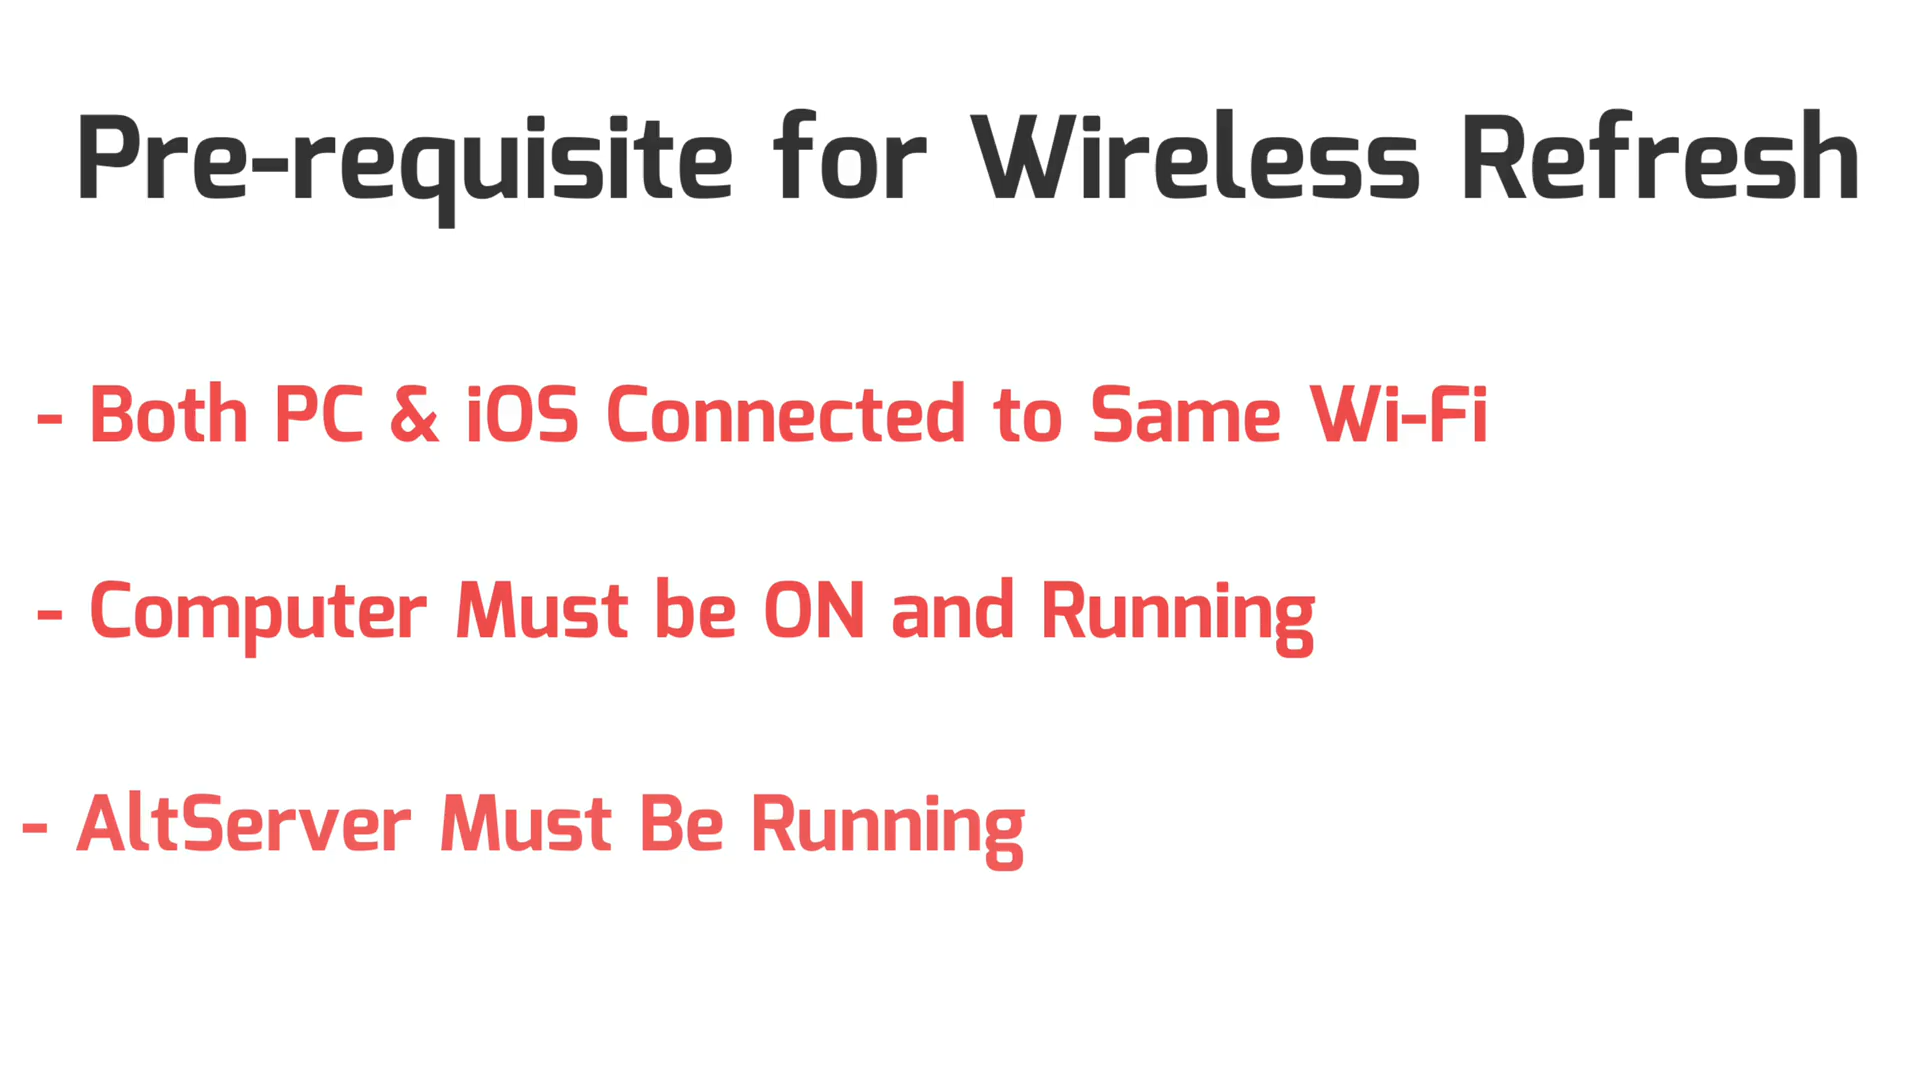 Pre-requisite for Wireless Refresh
- Both PC & iOS Connected to Same Wi-Fi
- Computer Must be ON and Running
- AltServer Must Be Running